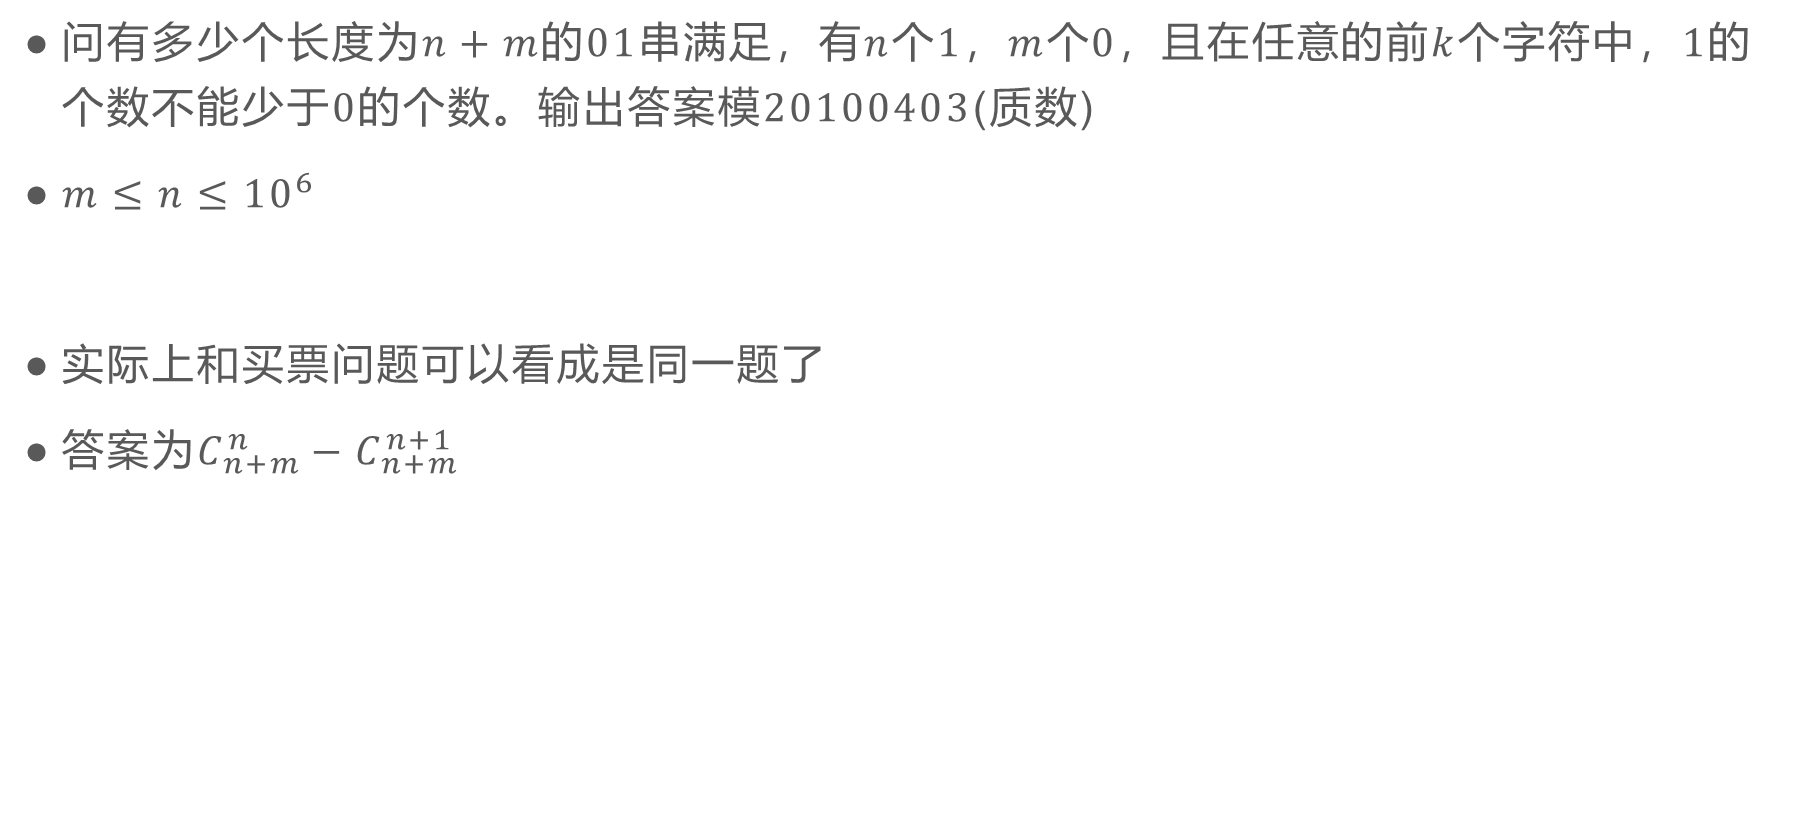 ● 问有多少个长度为n + m的01串满足，有n个1，m个0，且在任意的前k个字符中，1的
个数不能少于0的个数。输出答案模20100403(质数)
● m ≤ n ≤ 10⁶
● 实际上和买票问题可以看成是同一题了
● 答案为$C_{n+m}^{n} - C_{n+m}^{n+1}$